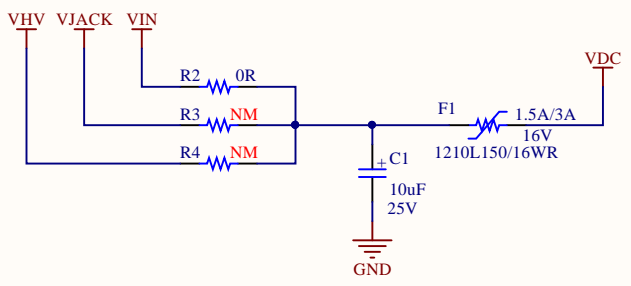 VHV VJACK VIN
VDC
R2 0R
R3 NM
F1 1.5A/3A
16V
R4 NM
1210L150/16WR
+ C1
10uF
25V
GND